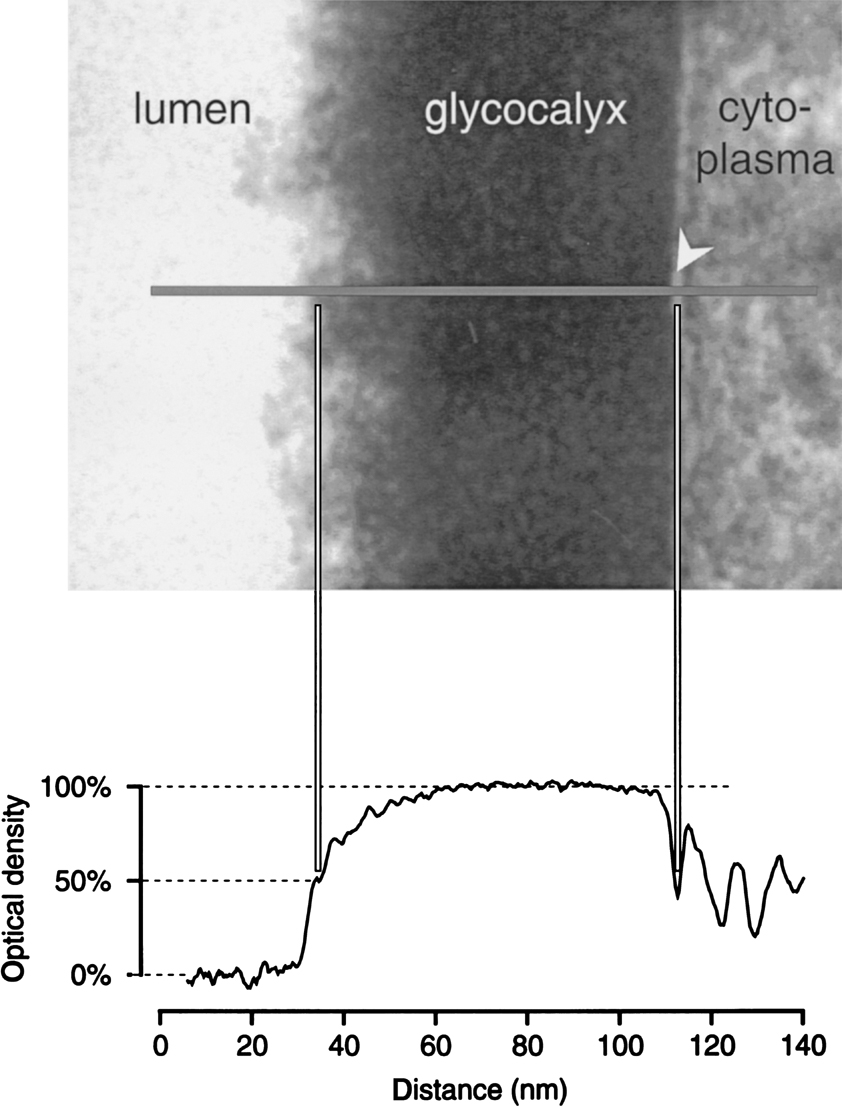 lumen
glycocalyx
cyto-
plasma
100%
50%
0%
Optical density
0 20 40 60 80 100 120 140
Distance (nm)